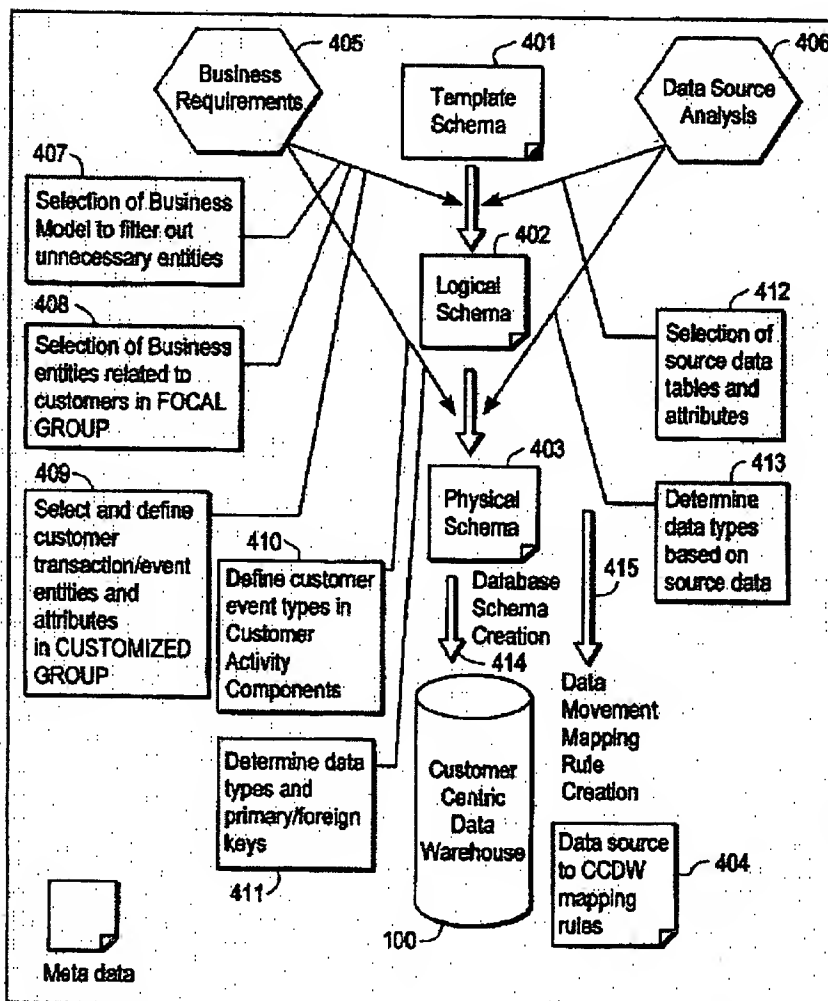 405
Business
Requirements
401
Template
Schema
406
Data Source
Analysis
407
Selection of Business
Model to filter out
unnecessary entities
402
Logical
Schema
408
Selection of Business
entities related to
customers in FOCAL
GROUP
412
Selection of
source data
tables and
attributes
409
Select and define
customer
transaction/event
entities and
attributes
in CUSTOMIZED
GROUP
403
Physical
Schema
413
Determine
data types
based on
source data
410
Define customer
event types in
Customer
Activity
Components
Database
Schema
Creation
414
415
Data
Movement
Mapping
Rule
Creation
411
Determine data
types and
primary/foreign
keys
Customer
Centric
Data
Warehouse
100
Data source
to CCDW
mapping
rules
404
Meta data